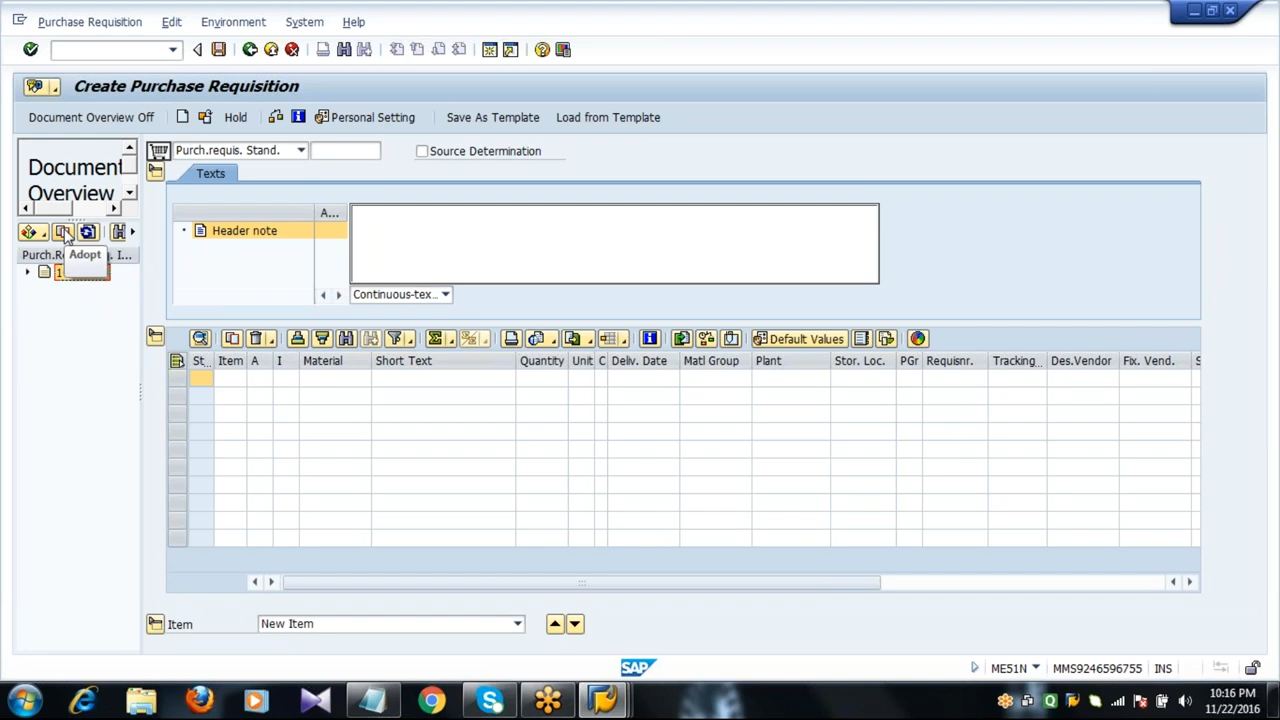 Purchase Requisition Edit Environment System Help
Create Purchase Requisition
Document Overview Off Hold Personal Setting Save As Template Load from Template
Document
Overview
Purch.requis. Stand. Source Determination
Texts
A...
Header note
Continuous-tex...
Adopt
Purch.Re I...
Default Values
St... Item A I Material Short Text Quantity Unit C Deliv. Date Matl Group Plant Stor. Loc. PGr Requisnr. Tracking... Des.Vendor Fix. Vend. S
Item New Item
SAP
ME51N MMS9246596755 INS
10:16 PM
11/22/2016